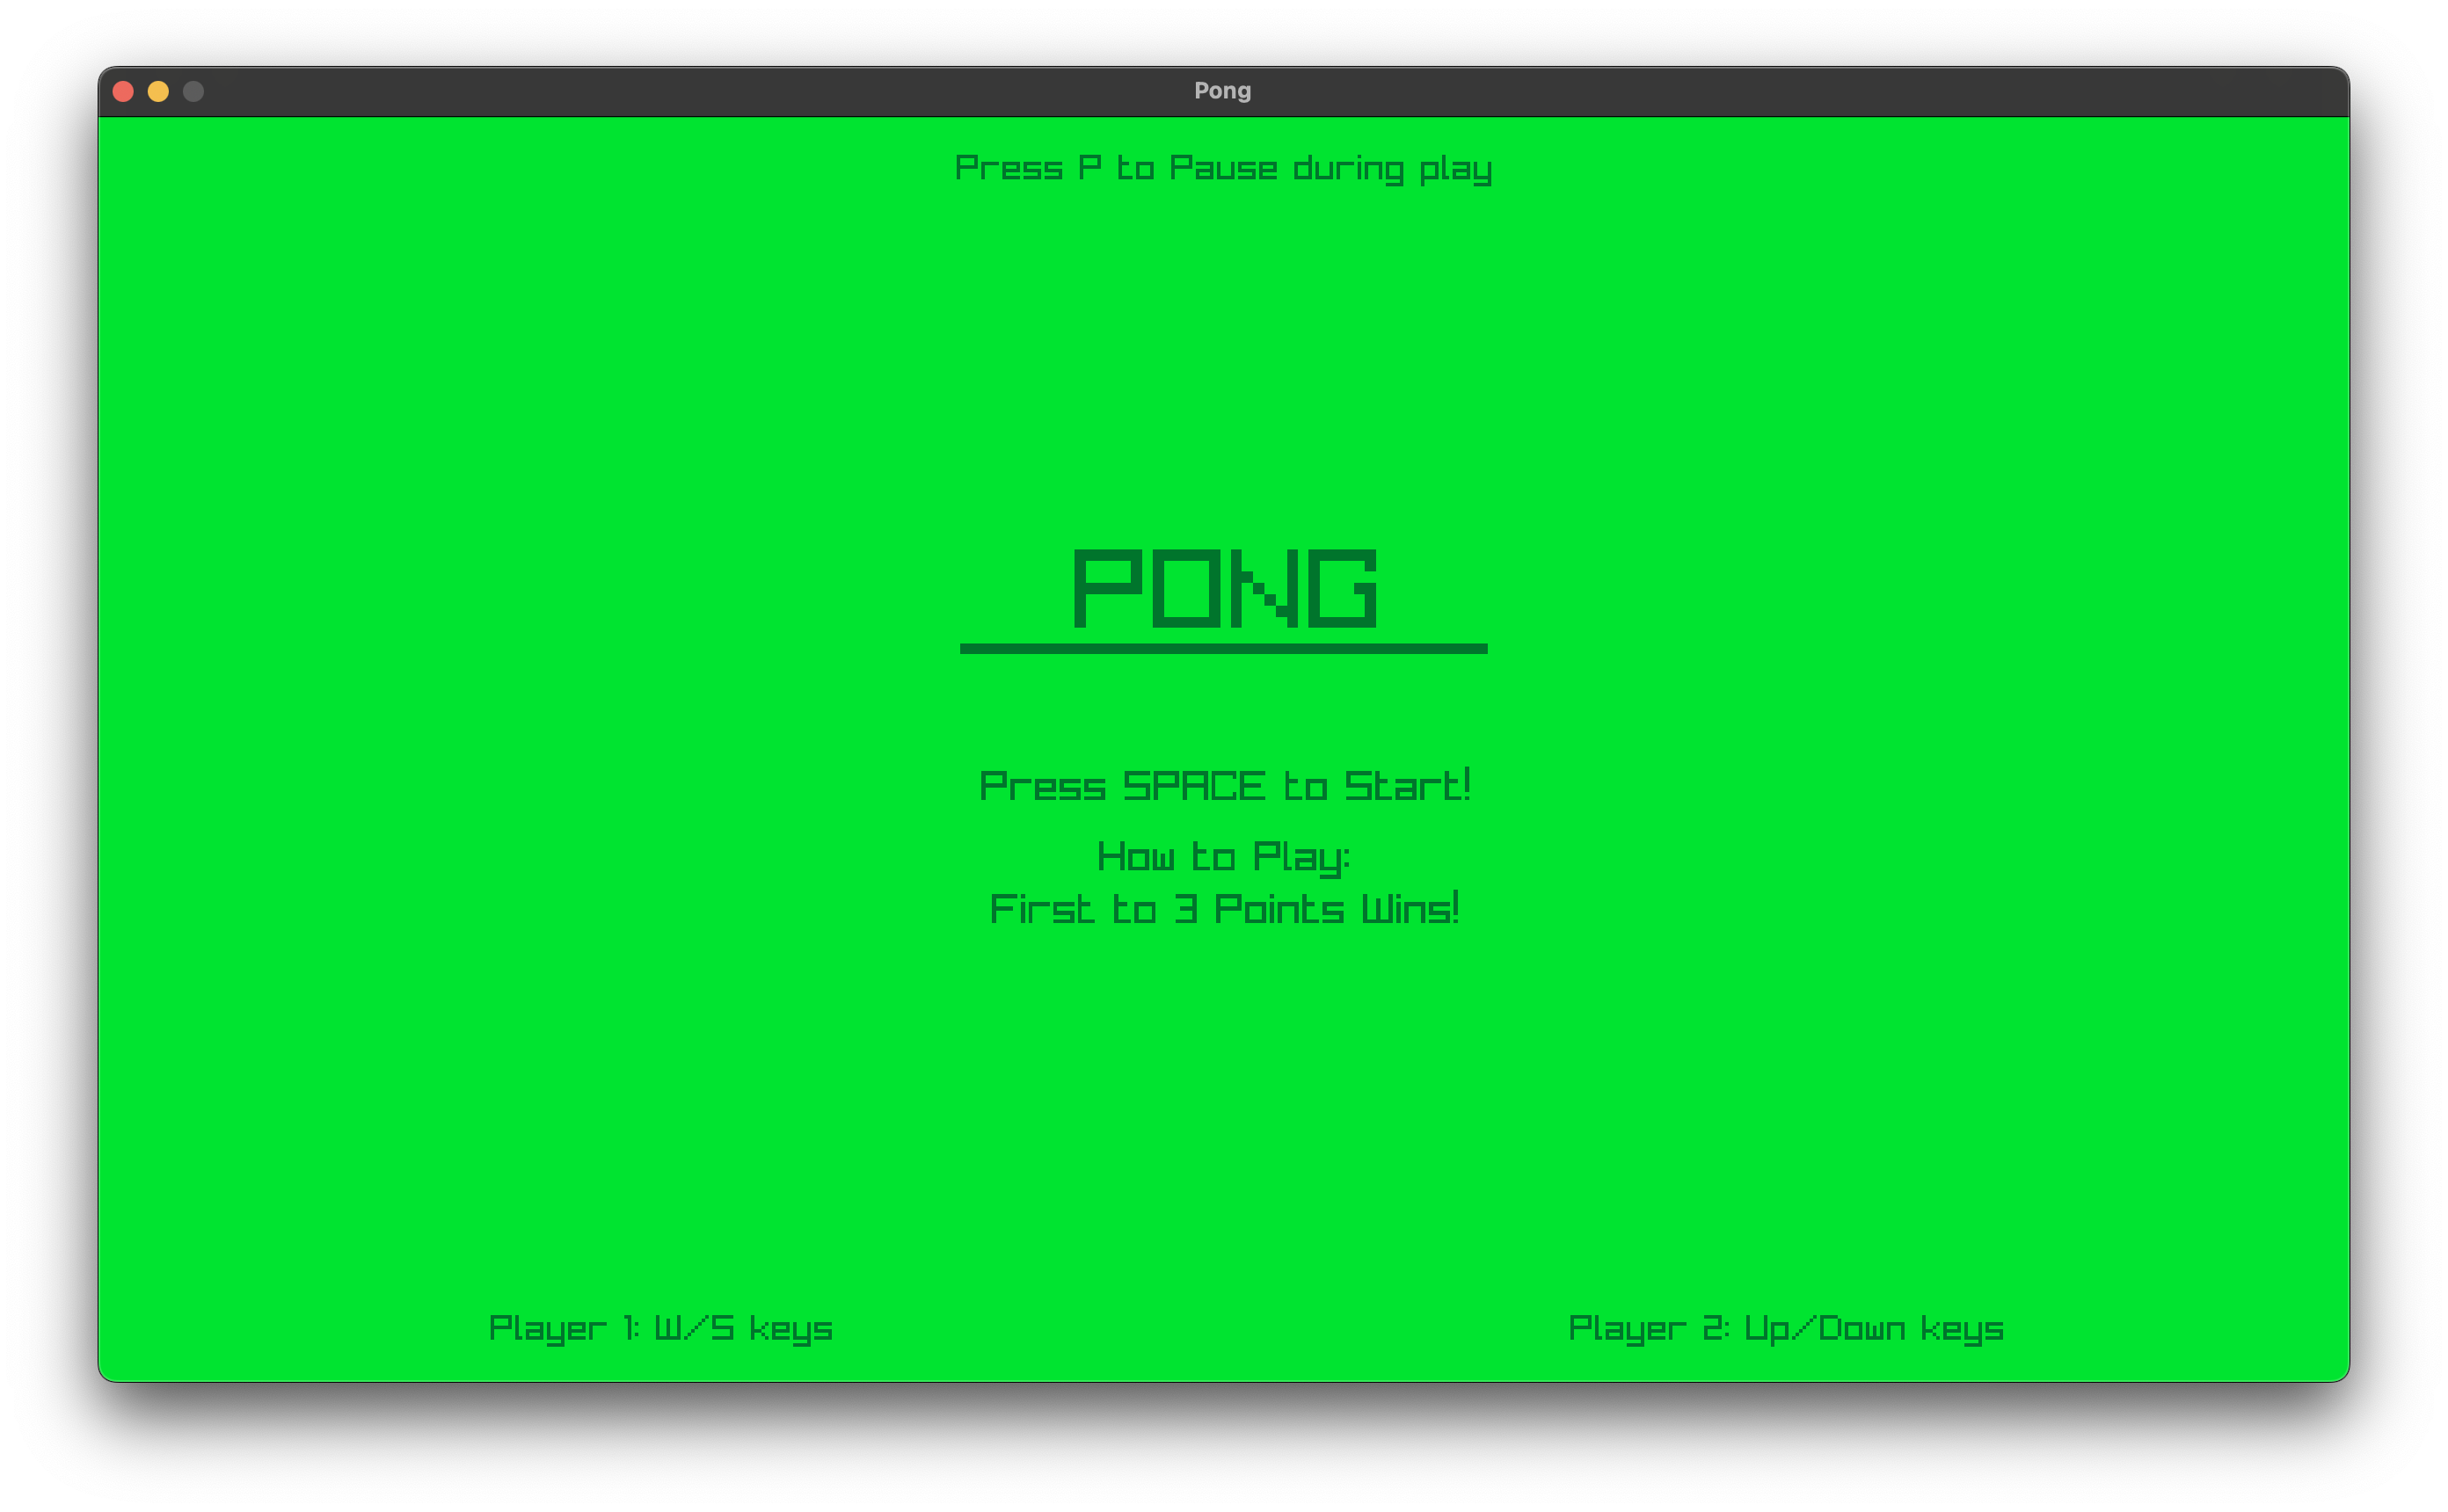 Pong
Press P to Pause during play
PONG
Press SPACE to Start!
How to Play:
First to 3 Points Wins!
Player 1: W/S keys
Player 2: Up/Down keys